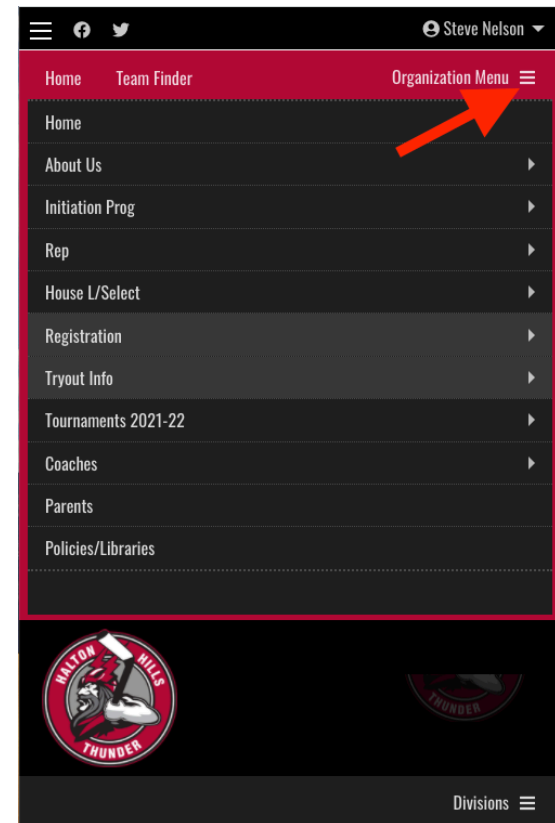 Steve Nelson
Home Team Finder Organization Menu
Home
About Us
Initiation Prog
Rep
House L/Select
Registration
Tryout Info
Tournaments 2021-22
Coaches
Parents
Policies/Libraries
HALTON HILLS
THUNDER
THUNDER
Divisions